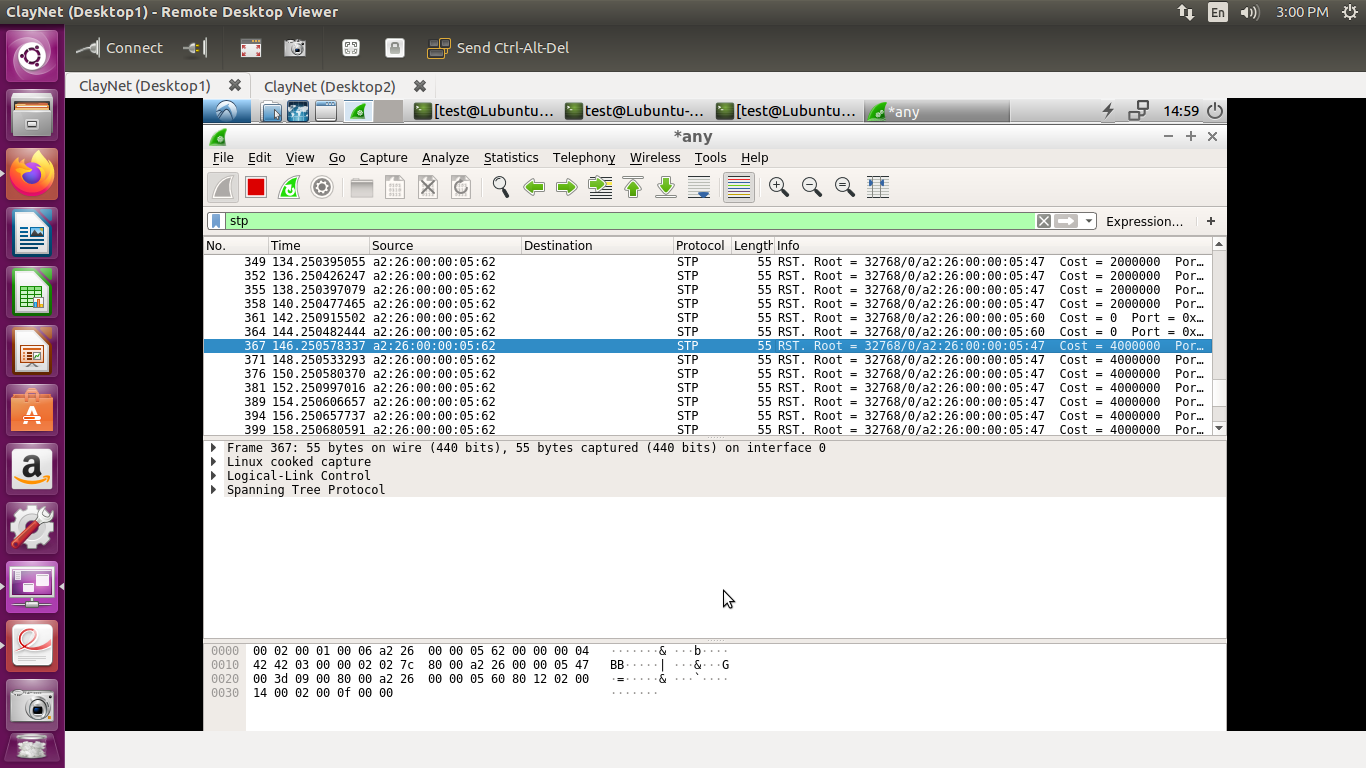 ClayNet (Desktop1) - Remote Desktop Viewer
En
3:00 PM
Connect
Send Ctrl-Alt-Del
ClayNet (Desktop1)
ClayNet (Desktop2)
[test@Lubuntu...
test@Lubuntu-...
[test@Lubuntu...
*any
14:59
*any
File Edit View Go Capture Analyze Statistics Telephony Wireless Tools Help
stp
Expression...
+
No. Time Source Destination Protocol Length Info
349 134.250395055 a2:26:00:00:05:62 STP 55 RST. Root = 32768/0/a2:26:00:00:05:47 Cost = 2000000 Por…
352 136.250426247 a2:26:00:00:05:62 STP 55 RST. Root = 32768/0/a2:26:00:00:05:47 Cost = 2000000 Por…
355 138.250397079 a2:26:00:00:05:62 STP 55 RST. Root = 32768/0/a2:26:00:00:05:47 Cost = 2000000 Por…
358 140.250477465 a2:26:00:00:05:62 STP 55 RST. Root = 32768/0/a2:26:00:00:05:47 Cost = 2000000 Por…
361 142.250915502 a2:26:00:00:05:62 STP 55 RST. Root = 32768/0/a2:26:00:00:05:60 Cost = 0 Port = 0x…
364 144.250482444 a2:26:00:00:05:62 STP 55 RST. Root = 32768/0/a2:26:00:00:05:60 Cost = 0 Port = 0x…
367 146.250578337 a2:26:00:00:05:62 STP 55 RST. Root = 32768/0/a2:26:00:00:05:47 Cost = 4000000 Por…
371 148.250533293 a2:26:00:00:05:62 STP 55 RST. Root = 32768/0/a2:26:00:00:05:47 Cost = 4000000 Por…
376 150.250580370 a2:26:00:00:05:62 STP 55 RST. Root = 32768/0/a2:26:00:00:05:47 Cost = 4000000 Por…
381 152.250997016 a2:26:00:00:05:62 STP 55 RST. Root = 32768/0/a2:26:00:00:05:47 Cost = 4000000 Por…
389 154.250606657 a2:26:00:00:05:62 STP 55 RST. Root = 32768/0/a2:26:00:00:05:47 Cost = 4000000 Por…
394 156.250657737 a2:26:00:00:05:62 STP 55 RST. Root = 32768/0/a2:26:00:00:05:47 Cost = 4000000 Por…
399 158.250680591 a2:26:00:00:05:62 STP 55 RST. Root = 32768/0/a2:26:00:00:05:47 Cost = 4000000 Por…
Frame 367: 55 bytes on wire (440 bits), 55 bytes captured (440 bits) on interface 0
Linux cooked capture
Logical-Link Control
Spanning Tree Protocol
0000 00 02 00 01 00 06 a2 26 00 00 05 62 00 00 00 04 ·······& ···b····
0010 42 42 03 00 00 02 02 7c 80 00 a2 26 00 00 05 47 BB·····| ···&···G
0020 00 3d 09 00 80 00 a2 26 00 00 05 60 80 12 02 00 ·=·····& ···`····
0030 14 00 02 00 0f 00 00 ·······